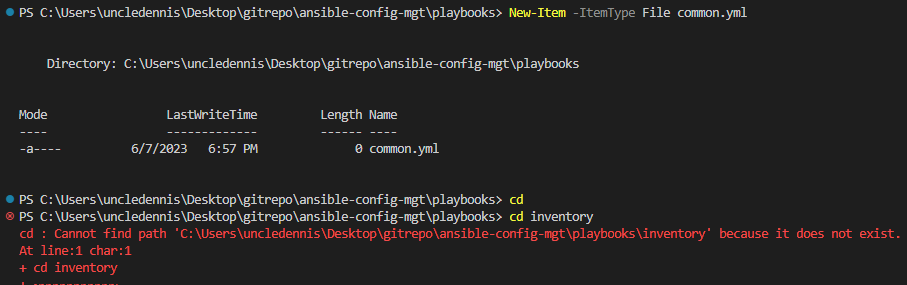 PS C:\Users\uncledennis\Desktop\gitrepo\ansible-config-mgt\playbooks> New-Item -ItemType File common.yml
Directory: C:\Users\uncledennis\Desktop\gitrepo\ansible-config-mgt\playbooks
Mode LastWriteTime Length Name
---- ------------- ------ ----
-a---- 6/7/2023 6:57 PM 0 common.yml
PS C:\Users\uncledennis\Desktop\gitrepo\ansible-config-mgt\playbooks> cd
PS C:\Users\uncledennis\Desktop\gitrepo\ansible-config-mgt\playbooks> cd inventory
cd : Cannot find path 'C:\Users\uncledennis\Desktop\gitrepo\ansible-config-mgt\playbooks\inventory' because it does not exist.
At line:1 char:1
+ cd inventory